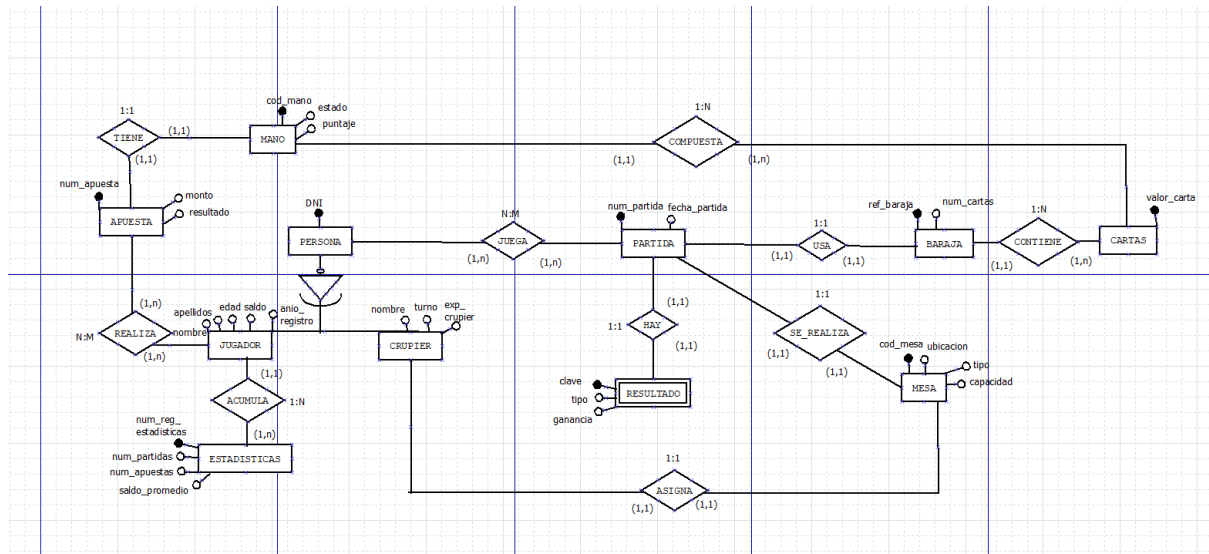 cod_mano
estado
puntaje
1:1
TIENE
(1,1)
MANO
(1,1)
1:N
COMPUESTA
(1,1)
(1,n)
num_apuesta
monto
resultado
APUESTA
DNI
PERSONA
N:M
JUEGA
(1,n)
(1,n)
num_partida
fecha_partida
PARTIDA
1:1
USA
(1,1)
(1,1)
ref_baraja
num_cartas
BARAJA
1:N
CONTIENE
(1,1)
(1,n)
valor_carta
CARTAS
(1,n)
N:M
REALIZA
(1,n)
nombre
apellidos
edad
saldo
anio_
registro
JUGADOR
nombre
turno
exp_
crupier
CRUPIER
(1,1)
1:1
HAY
(1,1)
1:1
SE_REALIZA
(1,1)
(1,1)
cod_mesa
ubicacion
tipo
capacidad
MESA
(1,1)
ACUMULA
1:N
(1,n)
clave
tipo
ganancia
RESULTADO
num_reg_
estadisticas
num_partidas
num_apuestas
saldo_promedio
ESTADISTICAS
1:1
ASIGNA
(1,1)
(1,1)